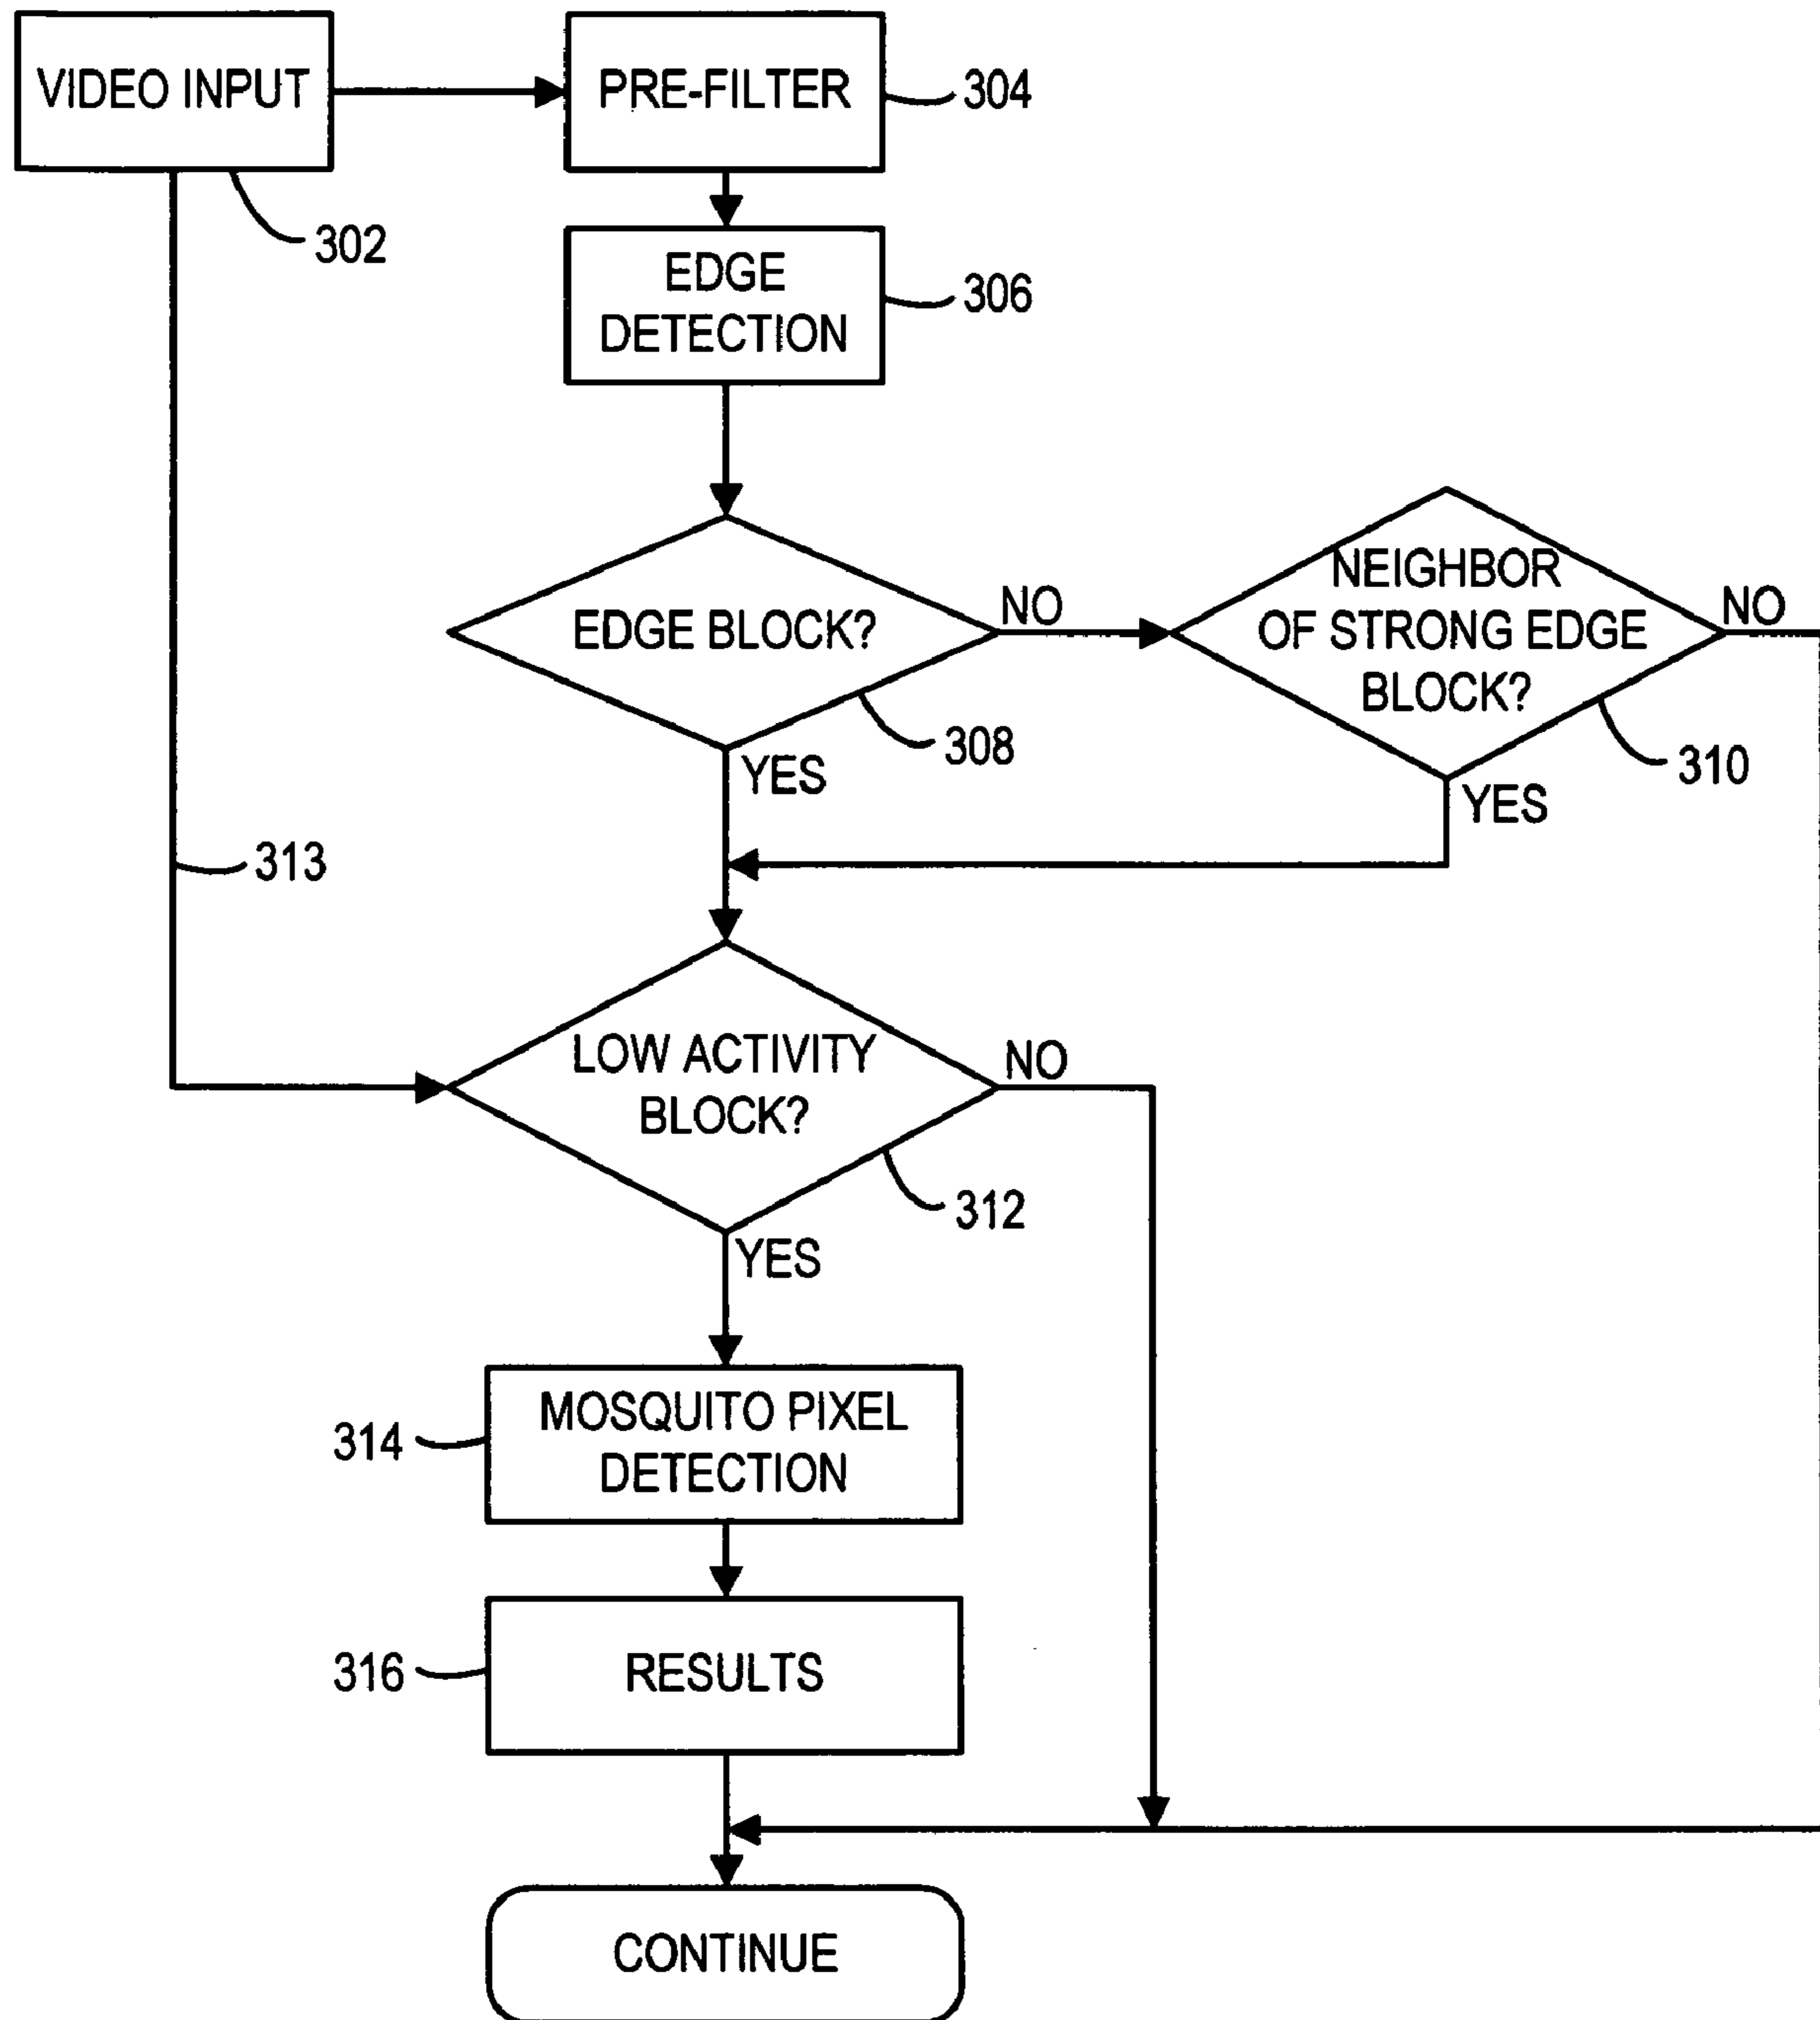 VIDEO INPUT
PRE-FILTER
304
302
EDGE
DETECTION
306
EDGE BLOCK?
NO
308
YES
NEIGHBOR
OF STRONG EDGE
BLOCK?
NO
310
YES
313
LOW ACTIVITY
BLOCK?
NO
312
YES
314
MOSQUITO PIXEL
DETECTION
316
RESULTS
CONTINUE